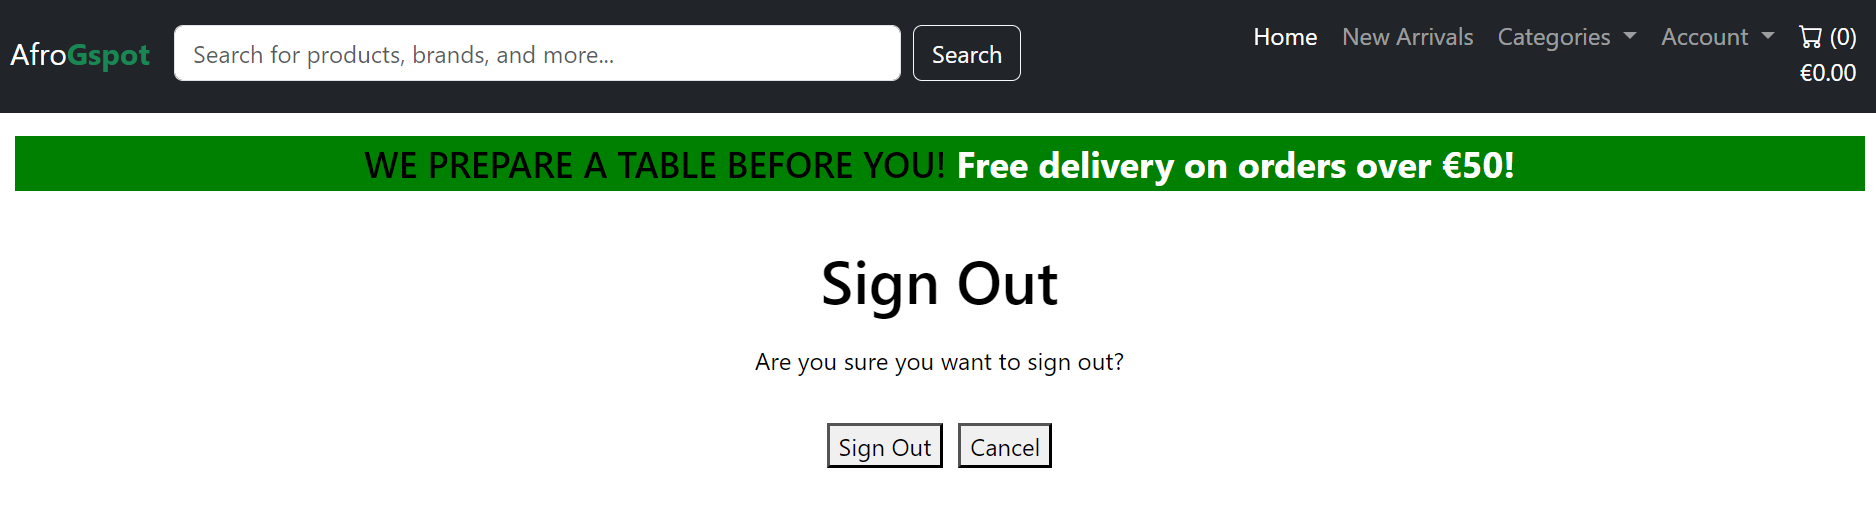 AfroGspot
Search for products, brands, and more...
Search
Home
New Arrivals
Categories
Account
(0)
€0.00
WE PREPARE A TABLE BEFORE YOU! Free delivery on orders over €50!
Sign Out
Are you sure you want to sign out?
Sign Out
Cancel